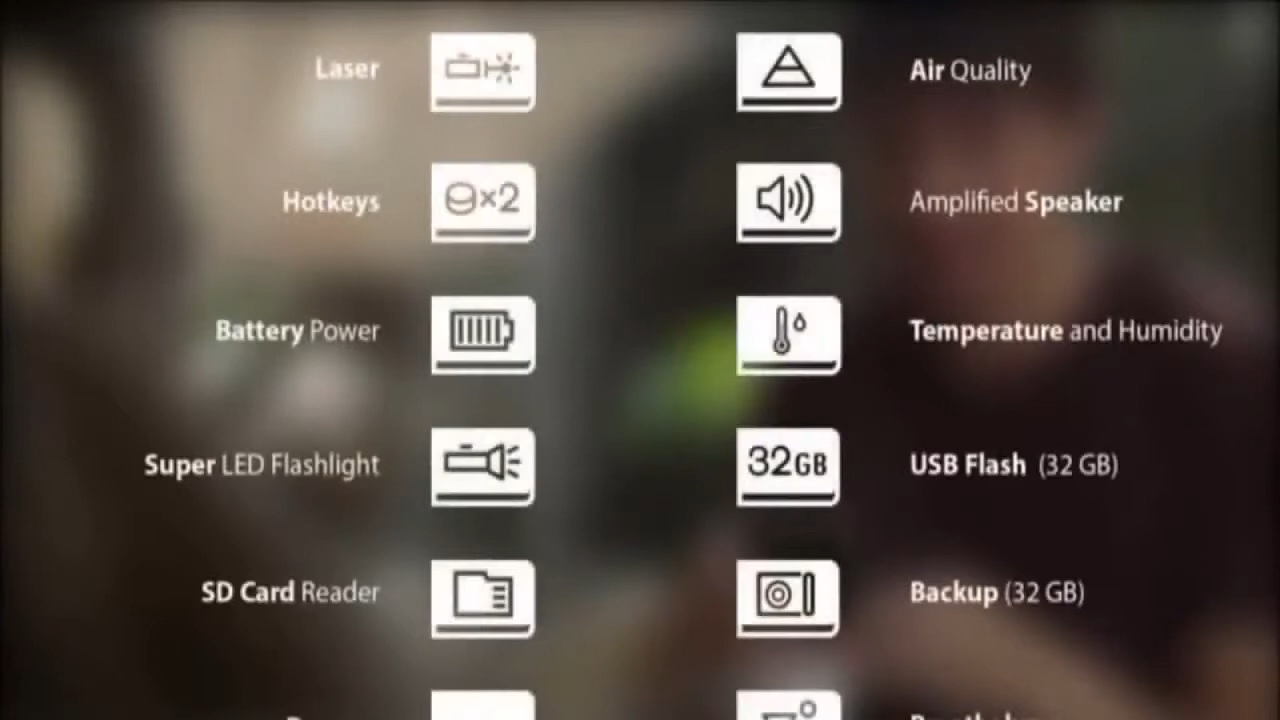 Laser
Air Quality
Hotkeys
×2
Amplified Speaker
Battery Power
Temperature and Humidity
Super LED Flashlight
32GB
USB Flash (32 GB)
SD Card Reader
Backup (32 GB)